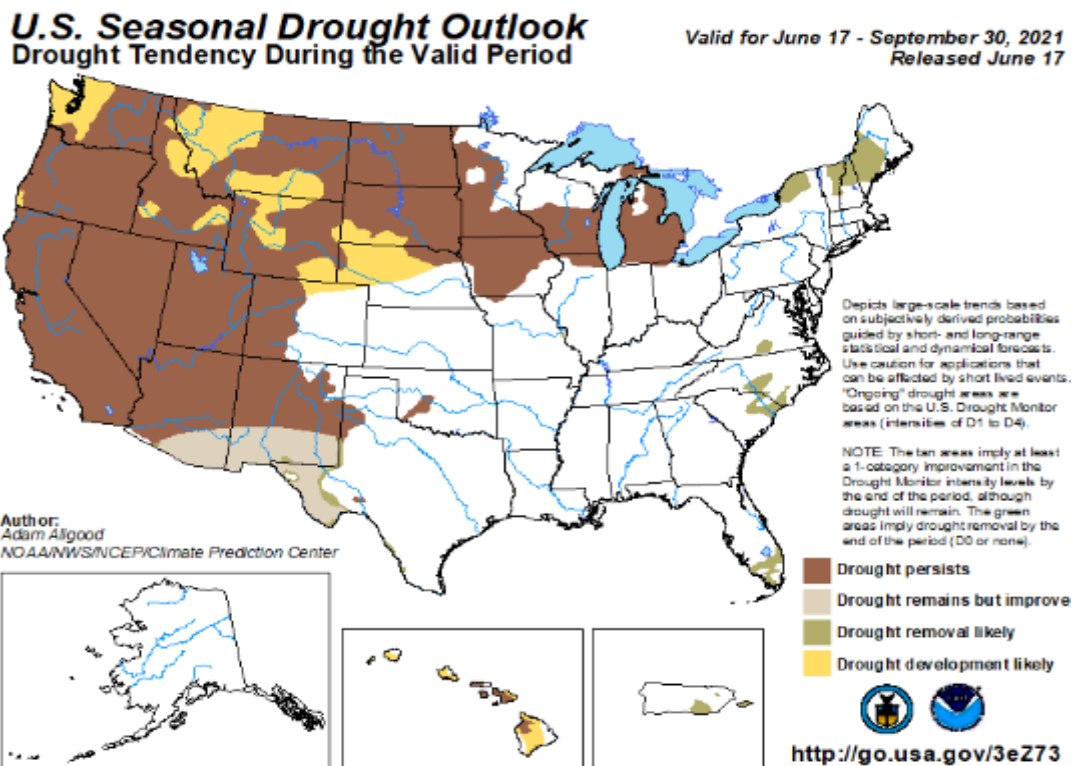 U.S. Seasonal Drought Outlook
Drought Tendency During the Valid Period
Valid for June 17 - September 30, 2021
Released June 17
Depicts large-scale trends based
on subjectively derived probabilities
guided by short- and long-range
statistical and dynamical forecasts.
Use caution for applications that
can be affected by short lived events.
"Ongoing" drought areas are
based on the U.S. Drought Monitor
areas (intensities of D1 to D4).
NOTE: The tan areas imply at least
a 1-category improvement in the
Drought Monitor intensity levels by
the end of the period, although
drought will remain. The green
areas imply drought removal by the
end of the period (D0 or none).
Author:
Adam Allgood
NOAA/NWS/NCEP/Climate Prediction Center
Drought persists
Drought remains but improve
Drought removal likely
Drought development likely
http://go.usa.gov/3eZ73